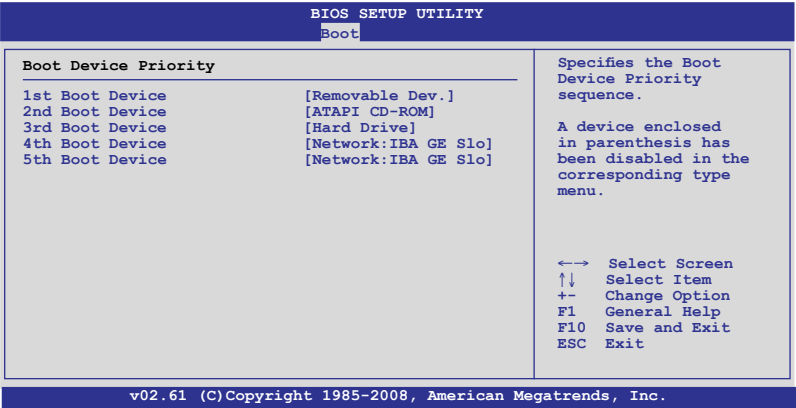 BIOS SETUP UTILITY
Boot
Boot Device Priority
1st Boot Device [Removable Dev.]
2nd Boot Device [ATAPI CD-ROM]
3rd Boot Device [Hard Drive]
4th Boot Device [Network:IBA GE Slo]
5th Boot Device [Network:IBA GE Slo]
Specifies the Boot
Device Priority
sequence.
A device enclosed
in parenthesis has
been disabled in the
corresponding type
menu.
←→ Select Screen
↑↓ Select Item
+- Change Option
F1 General Help
F10 Save and Exit
ESC Exit
v02.61 (C)Copyright 1985-2008, American Megatrends, Inc.